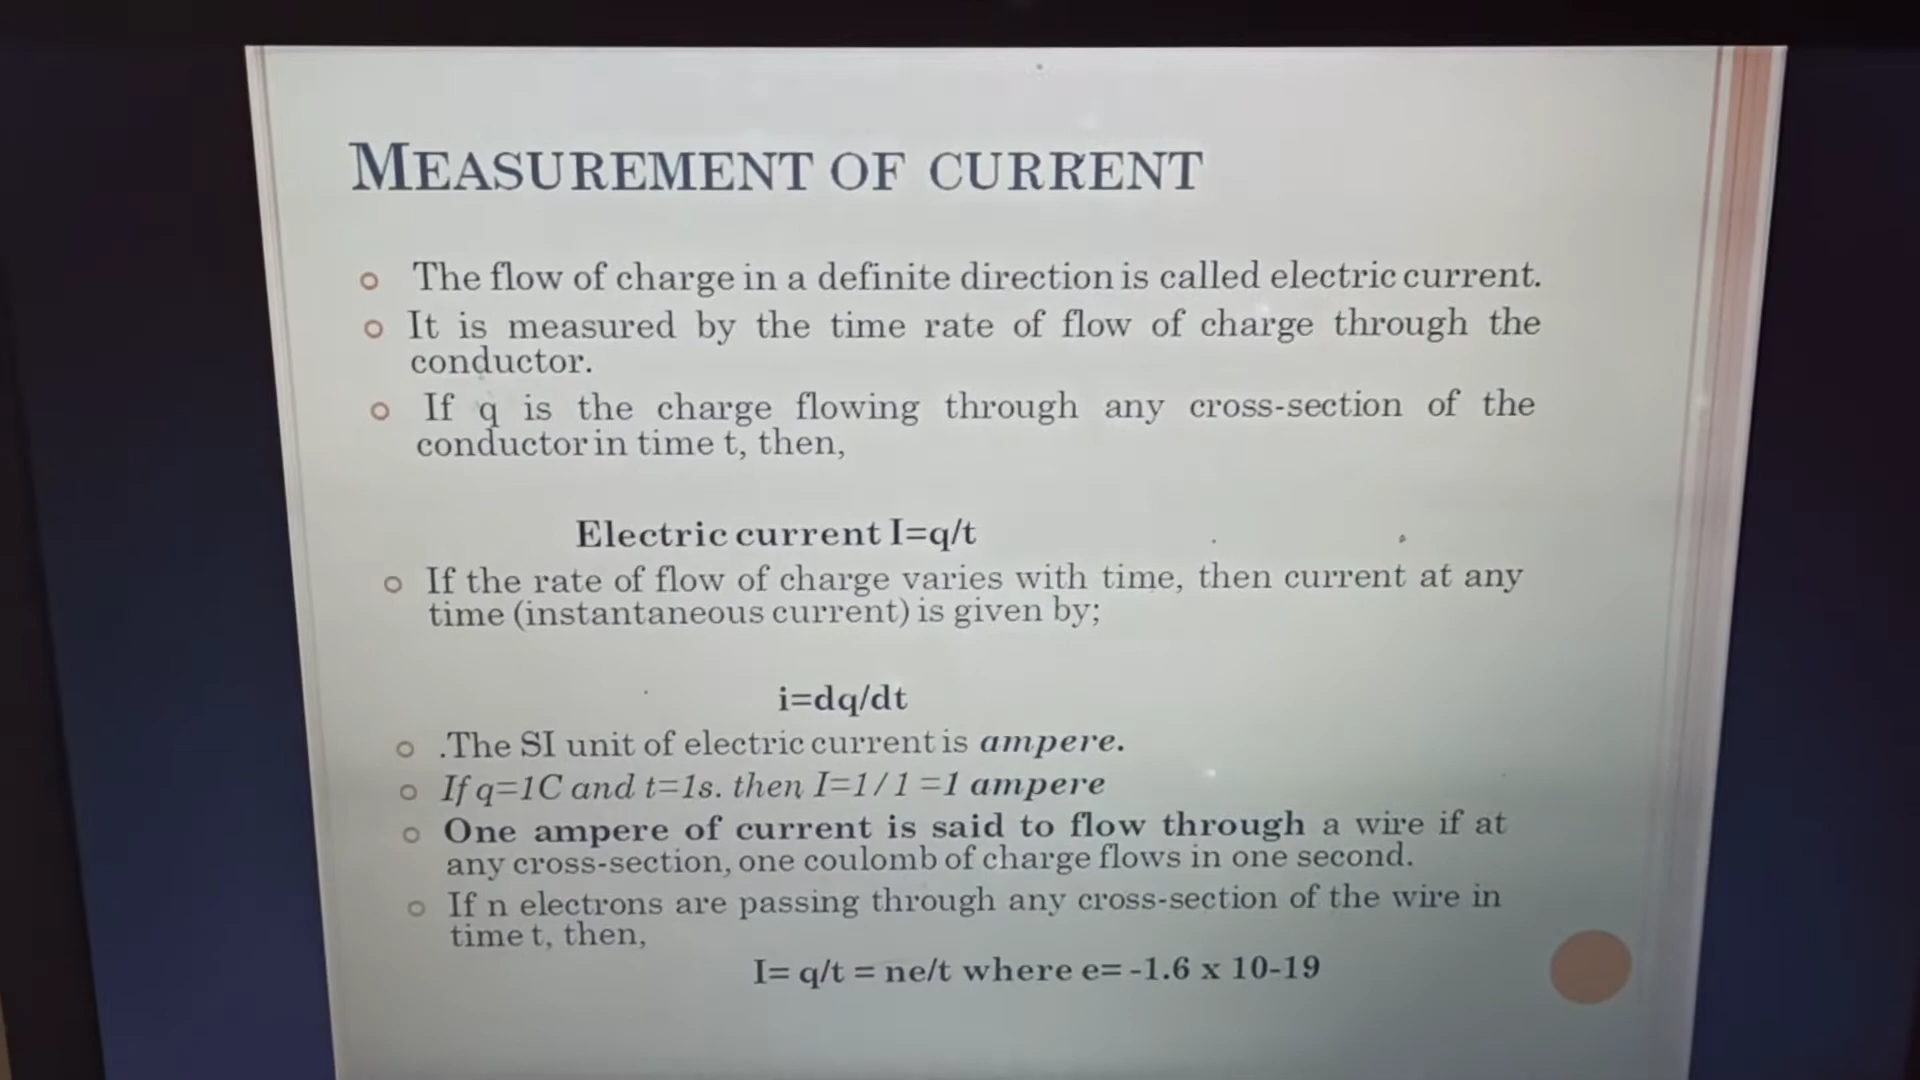 MEASUREMENT OF CURRENT
The flow of charge in a definite direction is called electric current.
It is measured by the time rate of flow of charge through the
conductor.
If q is the charge flowing through any cross-section of the
conductor in time t, then,
Electric current I=q/t
If the rate of flow of charge varies with time, then current at any
time (instantaneous current) is given by;
i=dq/dt
.The SI unit of electric current is ampere.
If q=1C and t=1s. then I=1/1 =1 ampere
One ampere of current is said to flow through a wire if at
any cross-section, one coulomb of charge flows in one second.
If n electrons are passing through any cross-section of the wire in
time t, then,
I= q/t = ne/t where e= -1.6 x 10-19